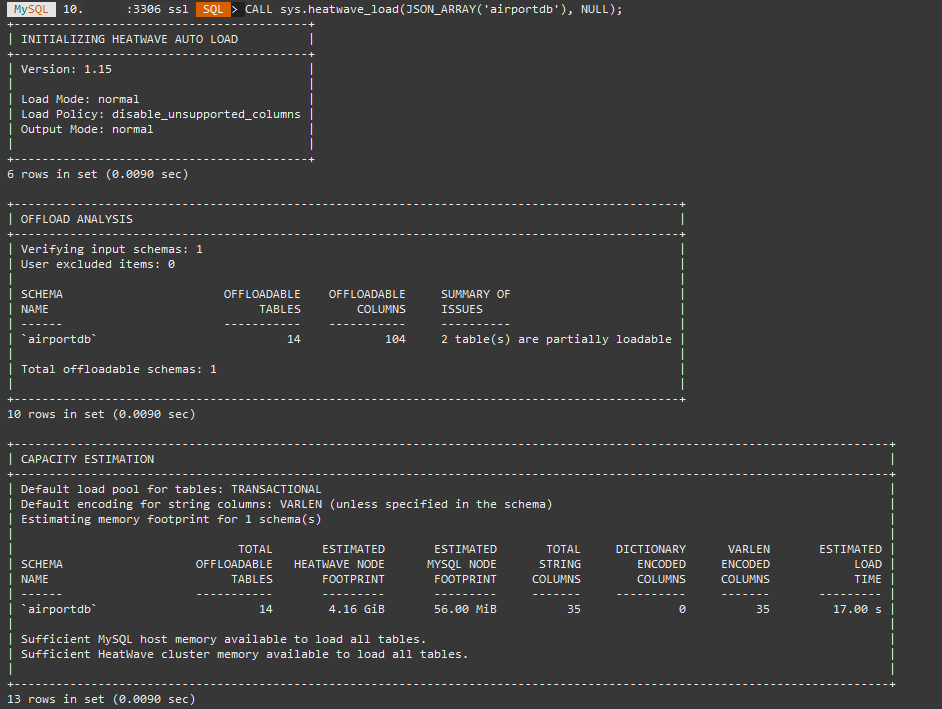 MySQL 10. :3306 ssl SQL > CALL sys.heatwave_load(JSON_ARRAY('airportdb'), NULL);
+------------------------------------------+
| INITIALIZING HEATWAVE AUTO LOAD          |
+------------------------------------------+
| Version: 1.15                            |
|                                          |
| Load Mode: normal                        |
| Load Policy: disable_unsupported_columns |
| Output Mode: normal                      |
|                                          |
+------------------------------------------+
6 rows in set (0.0090 sec)

+-----------------------------------------------------------------------------------------------+
| OFFLOAD ANALYSIS                                                                              |
+-----------------------------------------------------------------------------------------------+
| Verifying input schemas: 1                                                                    |
| User excluded items: 0                                                                        |
|                                                                                               |
| SCHEMA                       OFFLOADABLE    OFFLOADABLE     SUMMARY OF                        |
| NAME                              TABLES        COLUMNS     ISSUES                            |
| ------                       -----------    -----------     ----------                        |
| `airportdb`                           14            104     2 table(s) are partially loadable |
|                                                                                               |
| Total offloadable schemas: 1                                                                  |
|                                                                                               |
+-----------------------------------------------------------------------------------------------+
10 rows in set (0.0090 sec)

+-----------------------------------------------------------------------------------------------------------------------------+
| CAPACITY ESTIMATION                                                                                                         |
+-----------------------------------------------------------------------------------------------------------------------------+
| Default load pool for tables: TRANSACTIONAL                                                                                 |
| Default encoding for string columns: VARLEN (unless specified in the schema)                                                |
| Estimating memory footprint for 1 schema(s)                                                                                 |
|                                                                                                                             |
|                                TOTAL       ESTIMATED       ESTIMATED       TOTAL     DICTIONARY      VARLEN       ESTIMATED |
| SCHEMA                   OFFLOADABLE   HEATWAVE NODE      MYSQL NODE      STRING        ENCODED     ENCODED            LOAD |
| NAME                          TABLES       FOOTPRINT       FOOTPRINT     COLUMNS        COLUMNS     COLUMNS            TIME |
| ------                   -----------       ---------       ---------     -------     ----------     -------       --------- |
| `airportdb`                       14        4.16 GiB       56.00 MiB          35              0          35         17.00 s |
|                                                                                                                             |
| Sufficient MySQL host memory available to load all tables.                                                                  |
| Sufficient HeatWave cluster memory available to load all tables.                                                            |
|                                                                                                                             |
+-----------------------------------------------------------------------------------------------------------------------------+
13 rows in set (0.0090 sec)